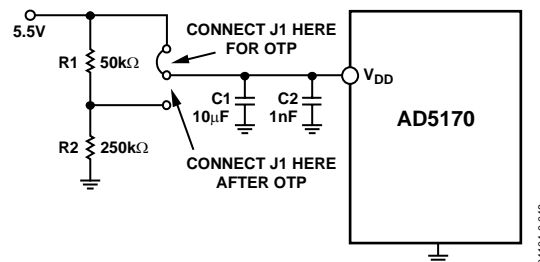 5.5V
CONNECT J1 HERE
FOR OTP
R1 50kΩ
VDD
C1
10µF
C2
1nF
AD5170
R2 250kΩ
CONNECT J1 HERE
AFTER OTP